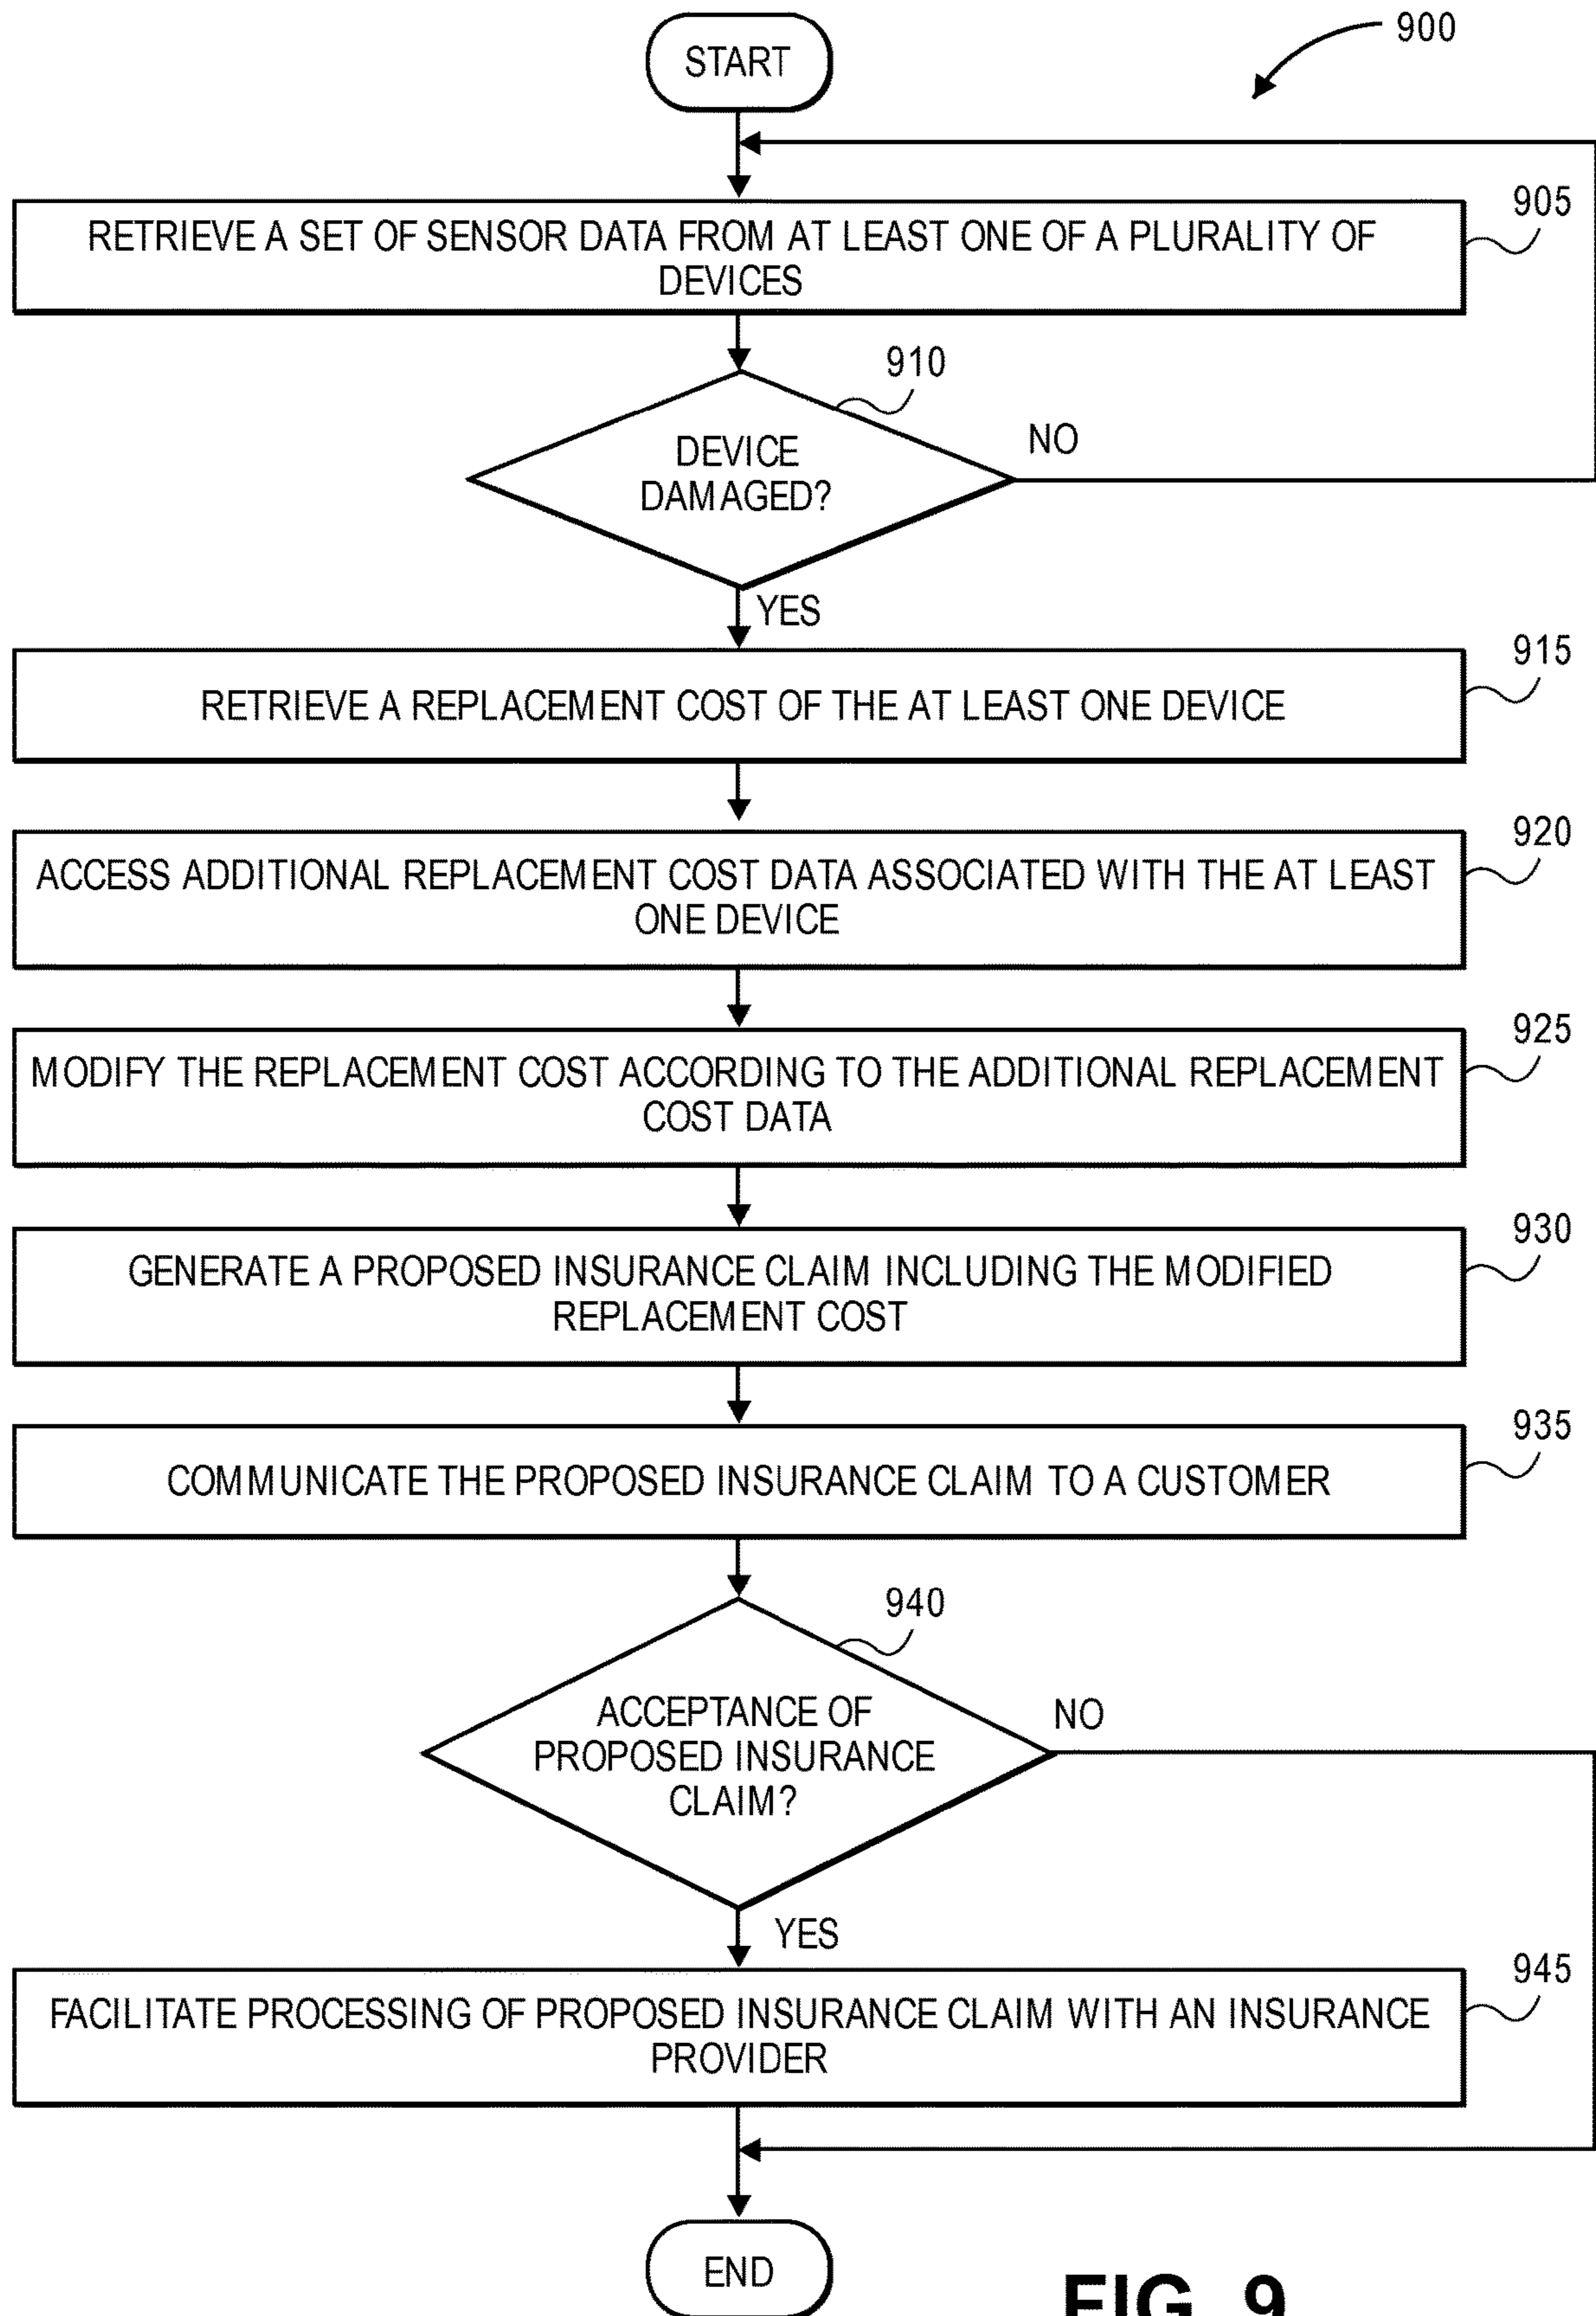 START
900
RETRIEVE A SET OF SENSOR DATA FROM AT LEAST ONE OF A PLURALITY OF
DEVICES
905
910
DEVICE
DAMAGED?
NO
YES
915
RETRIEVE A REPLACEMENT COST OF THE AT LEAST ONE DEVICE
920
ACCESS ADDITIONAL REPLACEMENT COST DATA ASSOCIATED WITH THE AT LEAST
ONE DEVICE
925
MODIFY THE REPLACEMENT COST ACCORDING TO THE ADDITIONAL REPLACEMENT
COST DATA
930
GENERATE A PROPOSED INSURANCE CLAIM INCLUDING THE MODIFIED
REPLACEMENT COST
935
COMMUNICATE THE PROPOSED INSURANCE CLAIM TO A CUSTOMER
940
ACCEPTANCE OF
PROPOSED INSURANCE
CLAIM?
NO
YES
945
FACILITATE PROCESSING OF PROPOSED INSURANCE CLAIM WITH AN INSURANCE
PROVIDER
END
FIG. 9